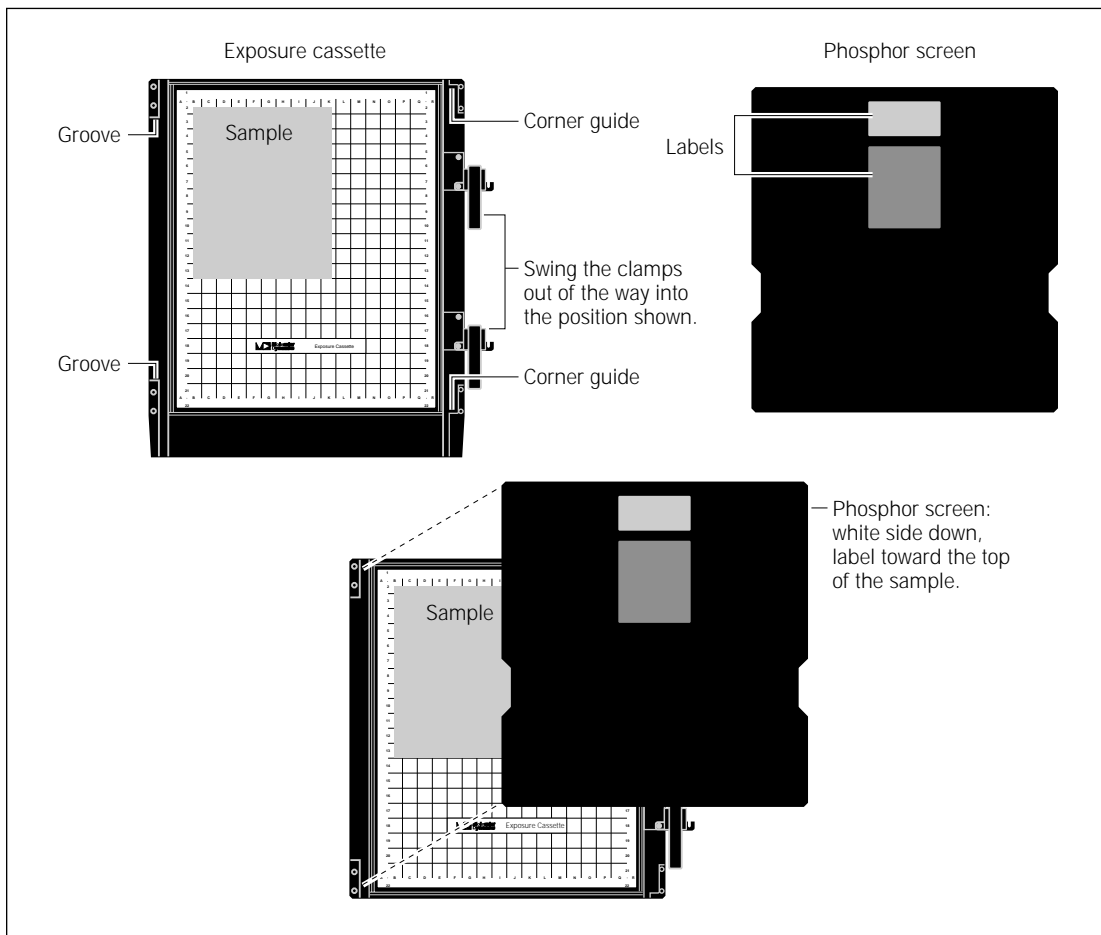 Exposure cassette
Phosphor screen
Groove
Sample
Corner guide
Labels
Swing the clamps
out of the way into
the position shown.
Exposure Cassette
Groove
Corner guide
Phosphor screen:
white side down,
label toward the top
of the sample.
Sample
Exposure Cassette